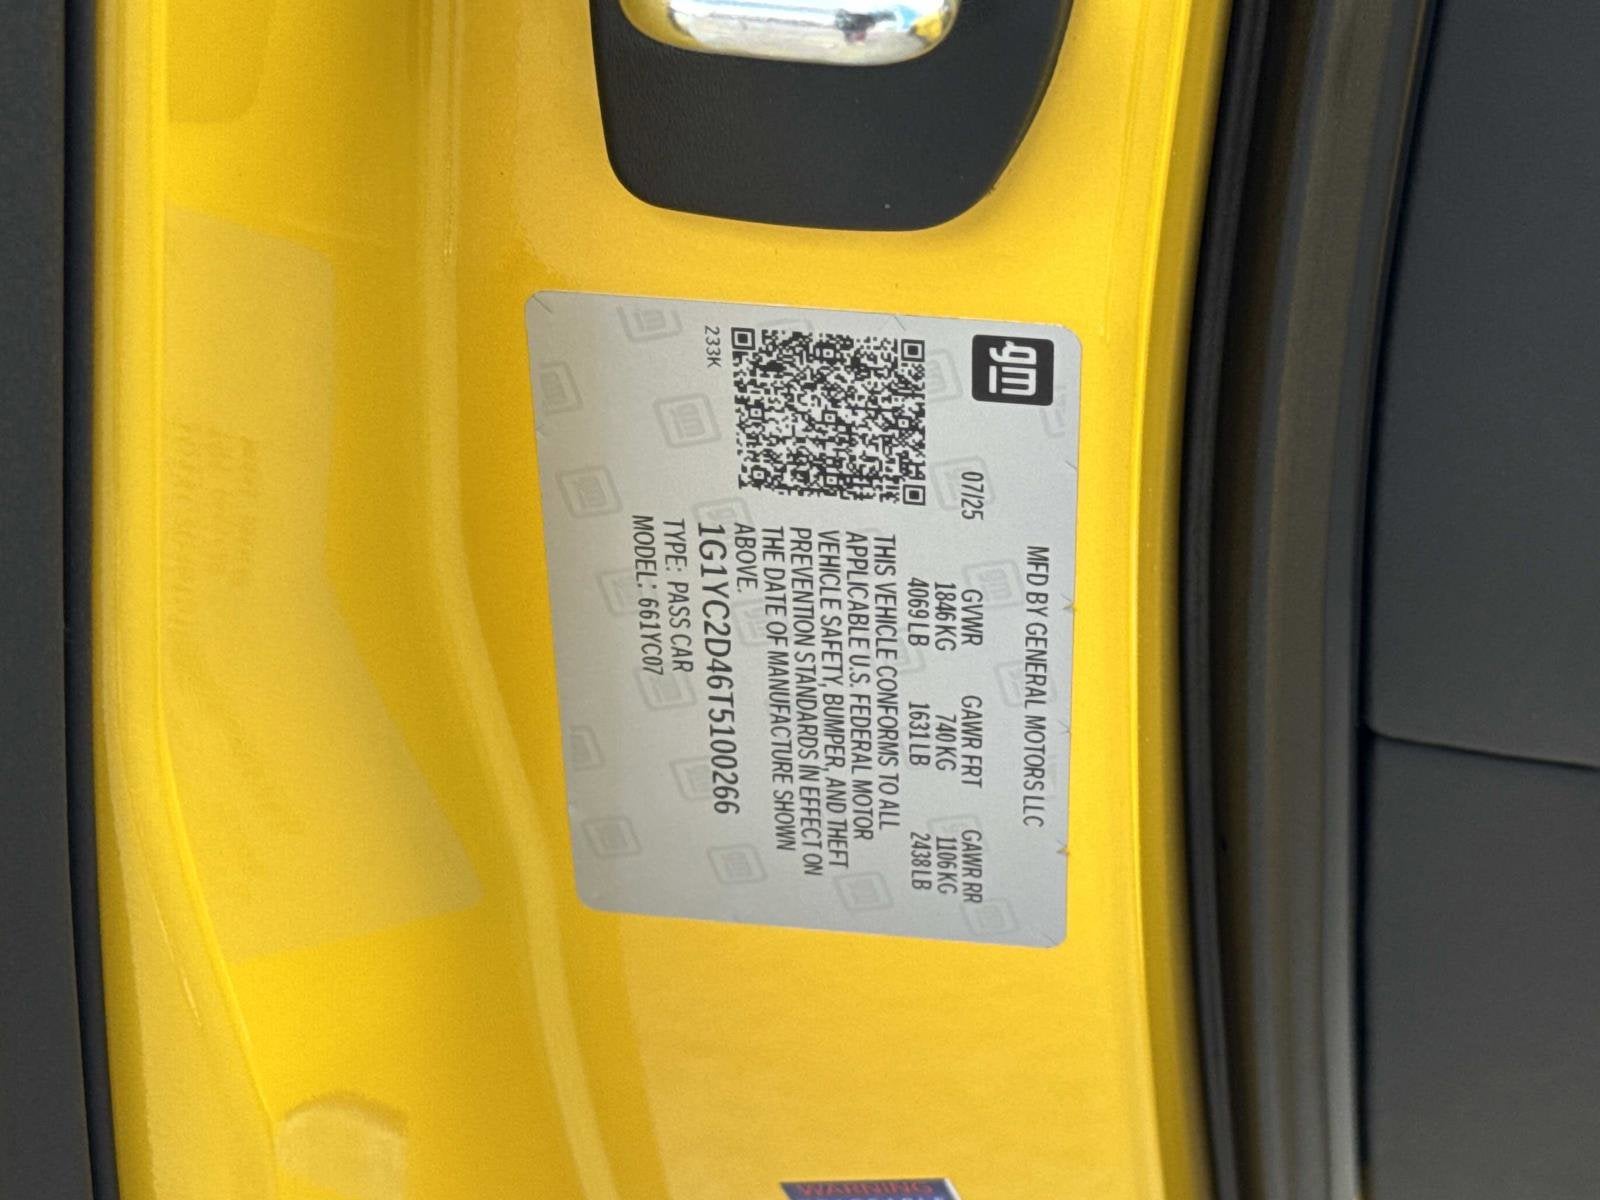 gm
MFD BY GENERAL MOTORS LLC
07/25 GVWR GAWR FRT GAWR RR
1846 KG 740 KG 1106 KG
4069 LB 1631 LB 2438 LB
THIS VEHICLE CONFORMS TO ALL
APPLICABLE U.S. FEDERAL MOTOR
VEHICLE SAFETY, BUMPER, AND THEFT
PREVENTION STANDARDS IN EFFECT ON
THE DATE OF MANUFACTURE SHOWN
ABOVE.
233K
1G1YC2D46T5100266
TYPE: PASS CAR
MODEL: 661YC07
WARNING